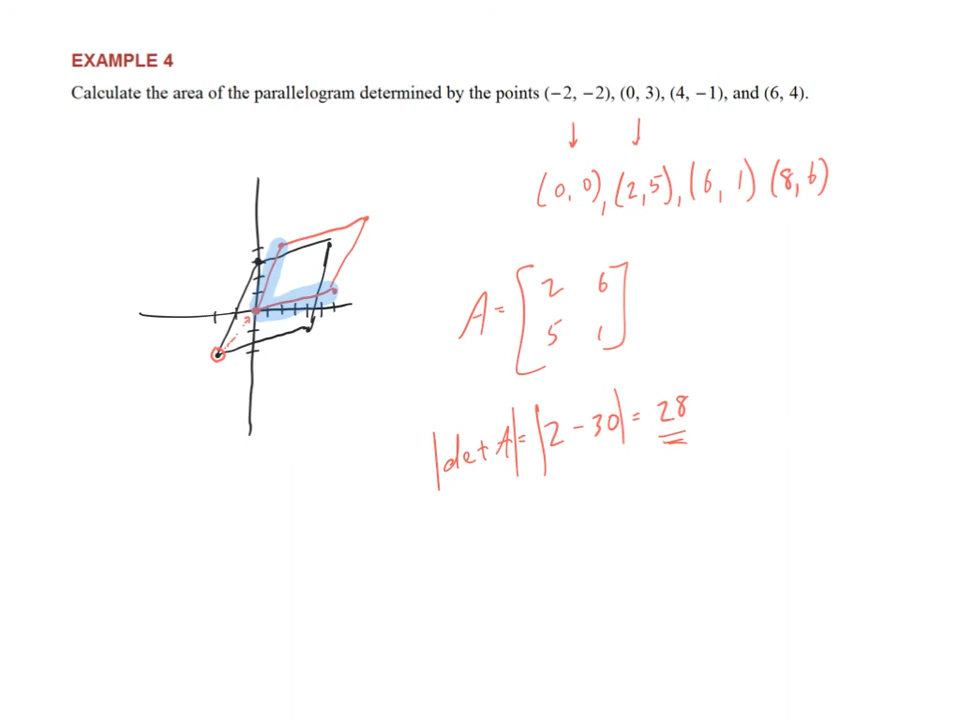 EXAMPLE 4
Calculate the area of the parallelogram determined by the points (−2, −2), (0, 3), (4, −1), and (6, 4).
(0, 0), (2,5), (6, 1) (8, 6)
A = [2 6
5 1]
|det A| = |2 − 30| = 28